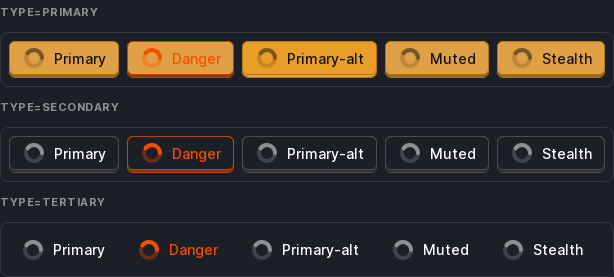 TYPE=PRIMARY
Primary Danger Primary-alt Muted Stealth
TYPE=SECONDARY
Primary Danger Primary-alt Muted Stealth
TYPE=TERTIARY
Primary Danger Primary-alt Muted Stealth